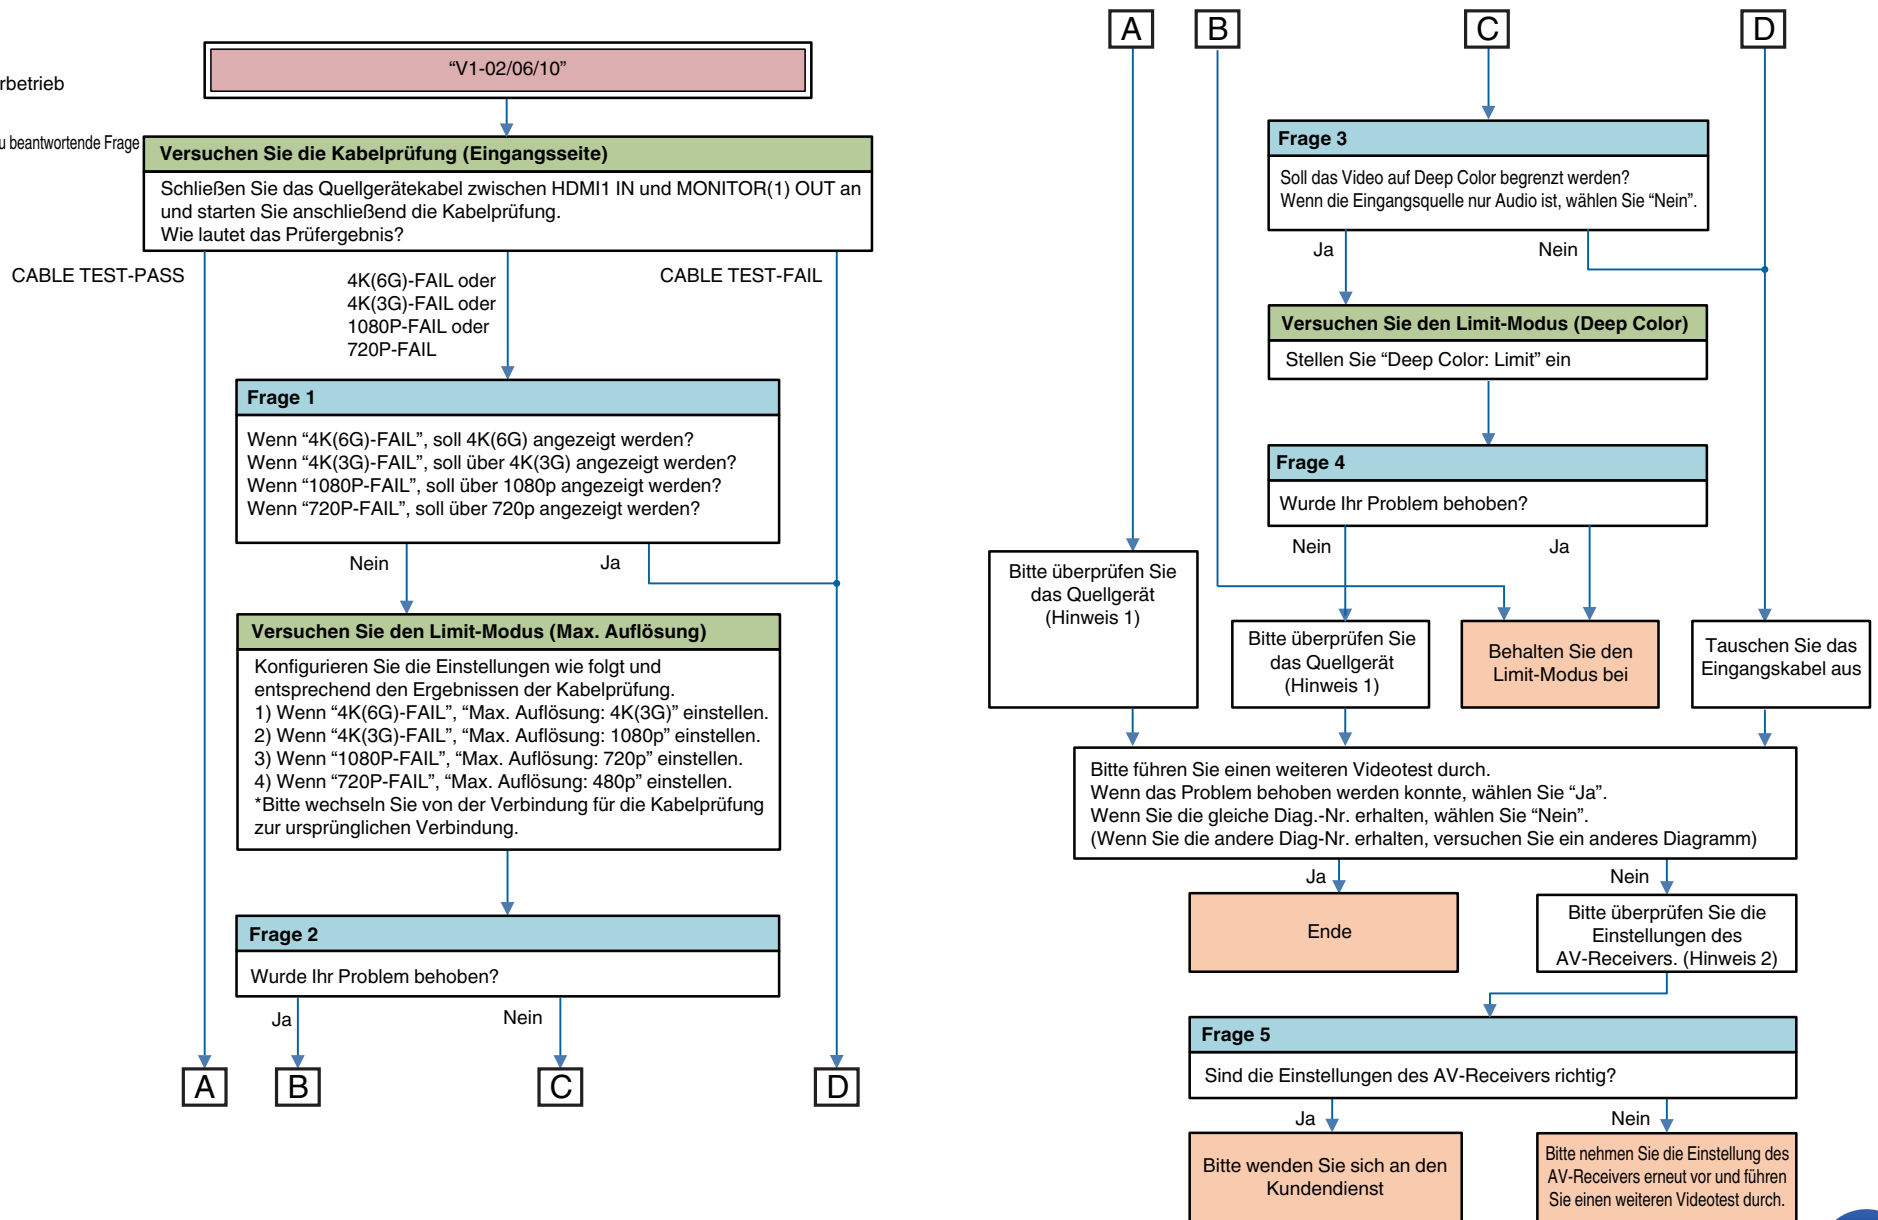 rbetrieb
u beantwortende Frage
“V1-02/06/10”
Versuchen Sie die Kabelprüfung (Eingangsseite)
Schließen Sie das Quellgerätekabel zwischen HDMI1 IN und MONITOR(1) OUT an
und starten Sie anschließend die Kabelprüfung.
Wie lautet das Prüfergebnis?
CABLE TEST-PASS
4K(6G)-FAIL oder
4K(3G)-FAIL oder
1080P-FAIL oder
720P-FAIL
CABLE TEST-FAIL
Frage 1
Wenn “4K(6G)-FAIL”, soll 4K(6G) angezeigt werden?
Wenn “4K(3G)-FAIL”, soll über 4K(3G) angezeigt werden?
Wenn “1080P-FAIL”, soll über 1080p angezeigt werden?
Wenn “720P-FAIL”, soll über 720p angezeigt werden?
Nein
Ja
Versuchen Sie den Limit-Modus (Max. Auflösung)
Konfigurieren Sie die Einstellungen wie folgt und
entsprechend den Ergebnissen der Kabelprüfung.
1) Wenn “4K(6G)-FAIL”, “Max. Auflösung: 4K(3G)” einstellen.
2) Wenn “4K(3G)-FAIL”, “Max. Auflösung: 1080p” einstellen.
3) Wenn “1080P-FAIL”, “Max. Auflösung: 720p” einstellen.
4) Wenn “720P-FAIL”, “Max. Auflösung: 480p” einstellen.
*Bitte wechseln Sie von der Verbindung für die Kabelprüfung
zur ursprünglichen Verbindung.
Frage 2
Wurde Ihr Problem behoben?
Ja
Nein
A
B
C
D
A
B
C
D
Frage 3
Soll das Video auf Deep Color begrenzt werden?
Wenn die Eingangsquelle nur Audio ist, wählen Sie “Nein”.
Ja
Nein
Versuchen Sie den Limit-Modus (Deep Color)
Stellen Sie “Deep Color: Limit” ein
Frage 4
Wurde Ihr Problem behoben?
Nein
Ja
Bitte überprüfen Sie
das Quellgerät
(Hinweis 1)
Bitte überprüfen Sie
das Quellgerät
(Hinweis 1)
Behalten Sie den
Limit-Modus bei
Tauschen Sie das
Eingangskabel aus
Bitte führen Sie einen weiteren Videotest durch.
Wenn das Problem behoben werden konnte, wählen Sie “Ja”.
Wenn Sie die gleiche Diag.-Nr. erhalten, wählen Sie “Nein”.
(Wenn Sie die andere Diag-Nr. erhalten, versuchen Sie ein anderes Diagramm)
Ja
Nein
Ende
Bitte überprüfen Sie die
Einstellungen des
AV-Receivers. (Hinweis 2)
Frage 5
Sind die Einstellungen des AV-Receivers richtig?
Ja
Nein
Bitte wenden Sie sich an den
Kundendienst
Bitte nehmen Sie die Einstellung des
AV-Receivers erneut vor und führen
Sie einen weiteren Videotest durch.